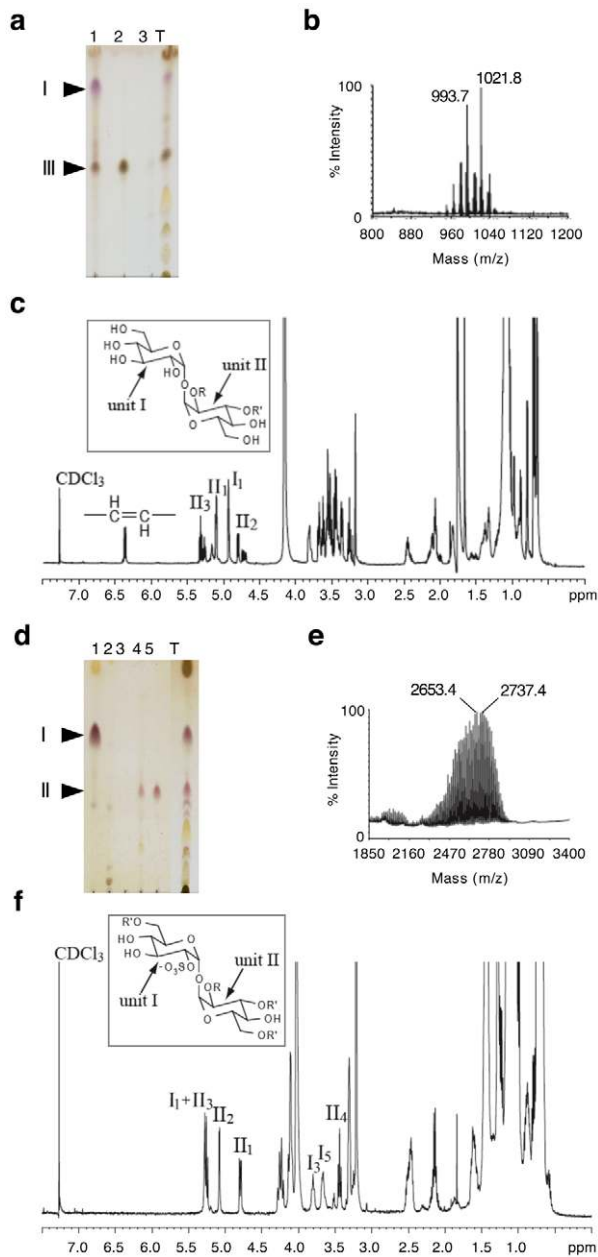 a
1 2 3 T
I
III
b
100
% Intensity
0
993.7
1021.8
800 880 960 1040 1120 1200
Mass (m/z)
c
HO
HO
HO
O
HO
O
OR
unit II
unit I
O
OR'
OH
OH
CDCl3
H
C=C
H
II3
II1
I1
II2
7.0 6.5 6.0 5.5 5.0 4.5 4.0 3.5 3.0 2.5 2.0 1.5 1.0 ppm
d
1 2 3 4 5 T
I
II
e
2653.4 2737.4
100
% Intensity
0
1850 2160 2470 2780 3090 3400
Mass (m/z)
f
CDCl3
R'O
HO
HO
O
-O3SO
unit II
unit I
O
OR
OR'
O
OH
OR'
I1+II3
II2
II1
I3
I5
II4
7.0 6.5 6.0 5.5 5.0 4.5 4.0 3.5 3.0 2.5 2.0 1.5 1.0 ppm